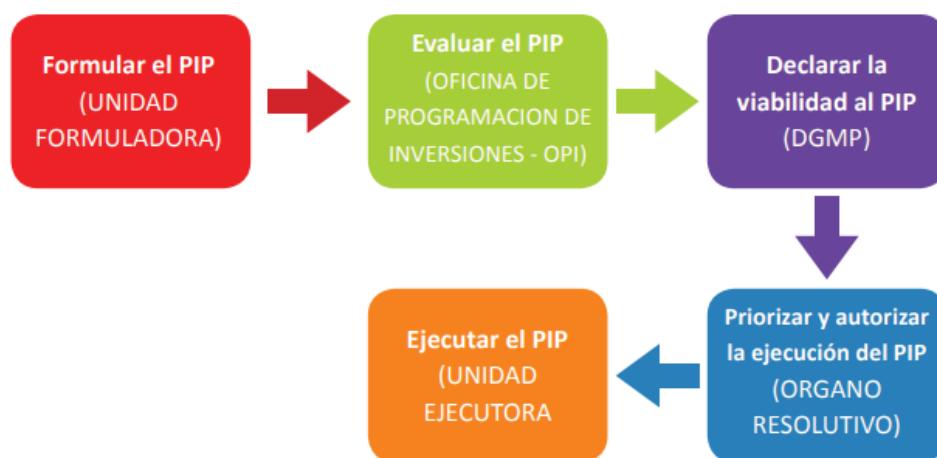 Formular el PIP
(UNIDAD
FORMULADORA)
Evaluar el PIP
(OFICINA DE
PROGRAMACION DE
INVERSIONES - OPI)
Declarar la
viabilidad al PIP
(DGMP)
Priorizar y autorizar
la ejecución del PIP
(ORGANO
RESOLUTIVO)
Ejecutar el PIP
(UNIDAD
EJECUTORA